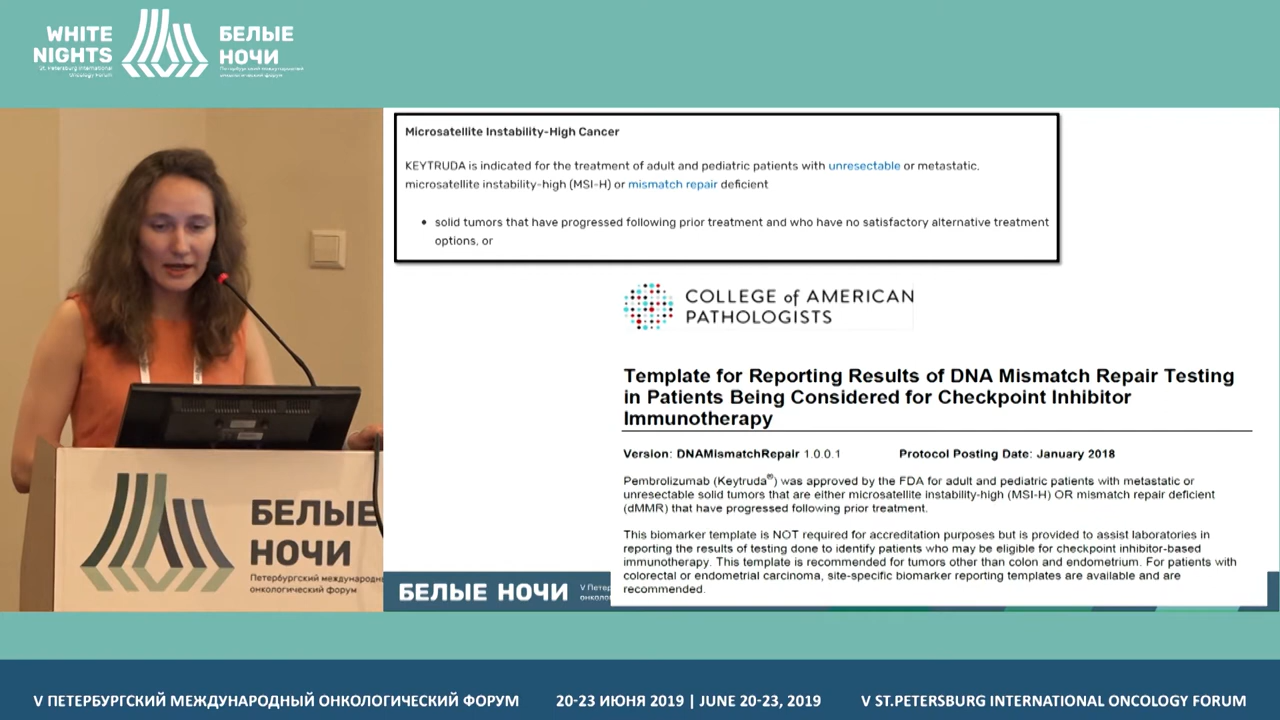 WHITE
NIGHTS
St. Petersburg International
Oncology Forum
БЕЛЫЕ
НОЧИ
Петербургский международный
онкологический форум
Microsatellite Instability-High Cancer
KEYTRUDA is indicated for the treatment of adult and pediatric patients with unresectable or metastatic,
microsatellite instability-high (MSI-H) or mismatch repair deficient
• solid tumors that have progressed following prior treatment and who have no satisfactory alternative treatment
options, or
COLLEGE of AMERICAN
PATHOLOGISTS
Template for Reporting Results of DNA Mismatch Repair Testing
in Patients Being Considered for Checkpoint Inhibitor
Immunotherapy
Version: DNAMismatchRepair 1.0.0.1 Protocol Posting Date: January 2018
Pembrolizumab (Keytruda®) was approved by the FDA for adult and pediatric patients with metastatic or
unresectable solid tumors that are either microsatellite instability-high (MSI-H) OR mismatch repair deficient
(dMMR) that have progressed following prior treatment.
This biomarker template is NOT required for accreditation purposes but is provided to assist laboratories in
reporting the results of testing done to identify patients who may be eligible for checkpoint inhibitor-based
immunotherapy. This template is recommended for tumors other than colon and endometrium. For patients with
colorectal or endometrial carcinoma, site-specific biomarker reporting templates are available and are
recommended.
БЕЛЫЕ НОЧИ
V Петер
онколо
БЕЛЫЕ
НОЧИ
Петербургский международн
онкологический форум
V ПЕТЕРБУРГСКИЙ МЕЖДУНАРОДНЫЙ ОНКОЛОГИЧЕСКИЙ ФОРУМ 20-23 ИЮНЯ 2019 | JUNE 20-23, 2019 V ST.PETERSBURG INTERNATIONAL ONCOLOGY FORUM